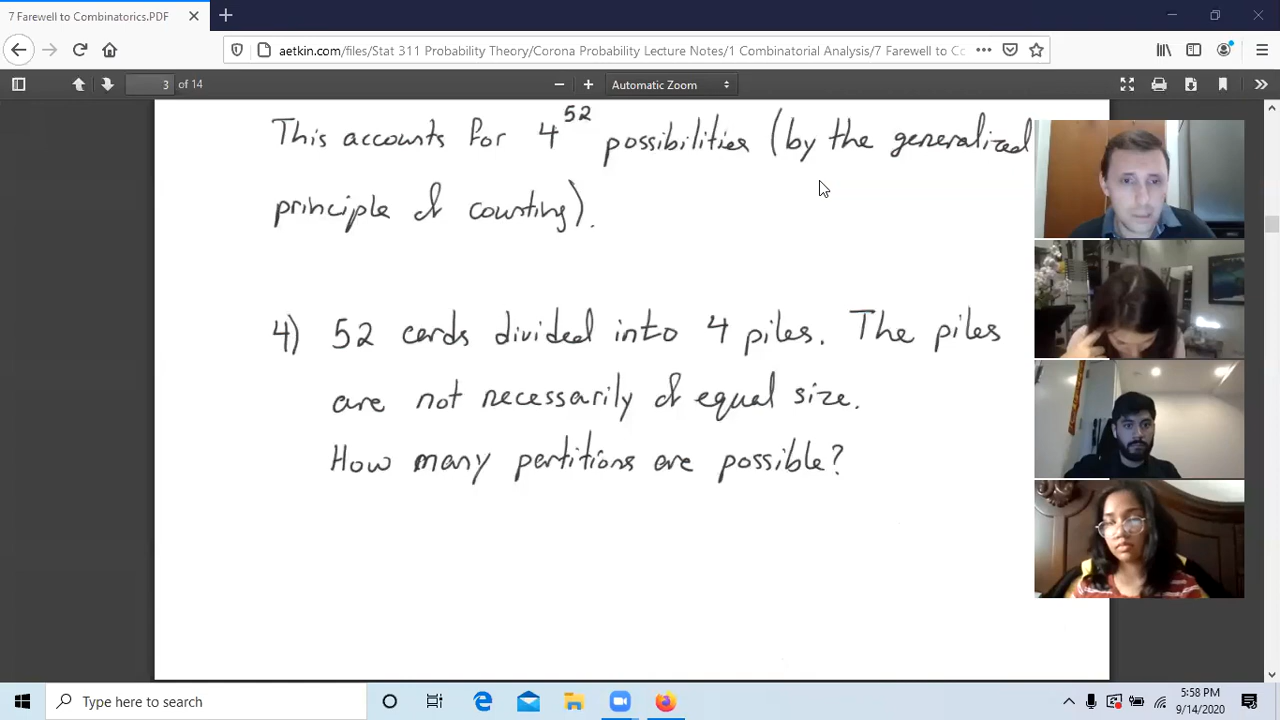 7 Farewell to Combinatorics.PDF
aetkin.com/files/Stat 311 Probability Theory/Corona Probability Lecture Notes/1 Combinatorial Analysis/7 Farewell to Co
3 of 14
Automatic Zoom
This accounts for 4^52 possibilities (by the generalized
principle of counting).
4) 52 cards divided into 4 piles. The piles
are not necessarily of equal size.
How many partitions are possible?
Type here to search
5:58 PM
9/14/2020